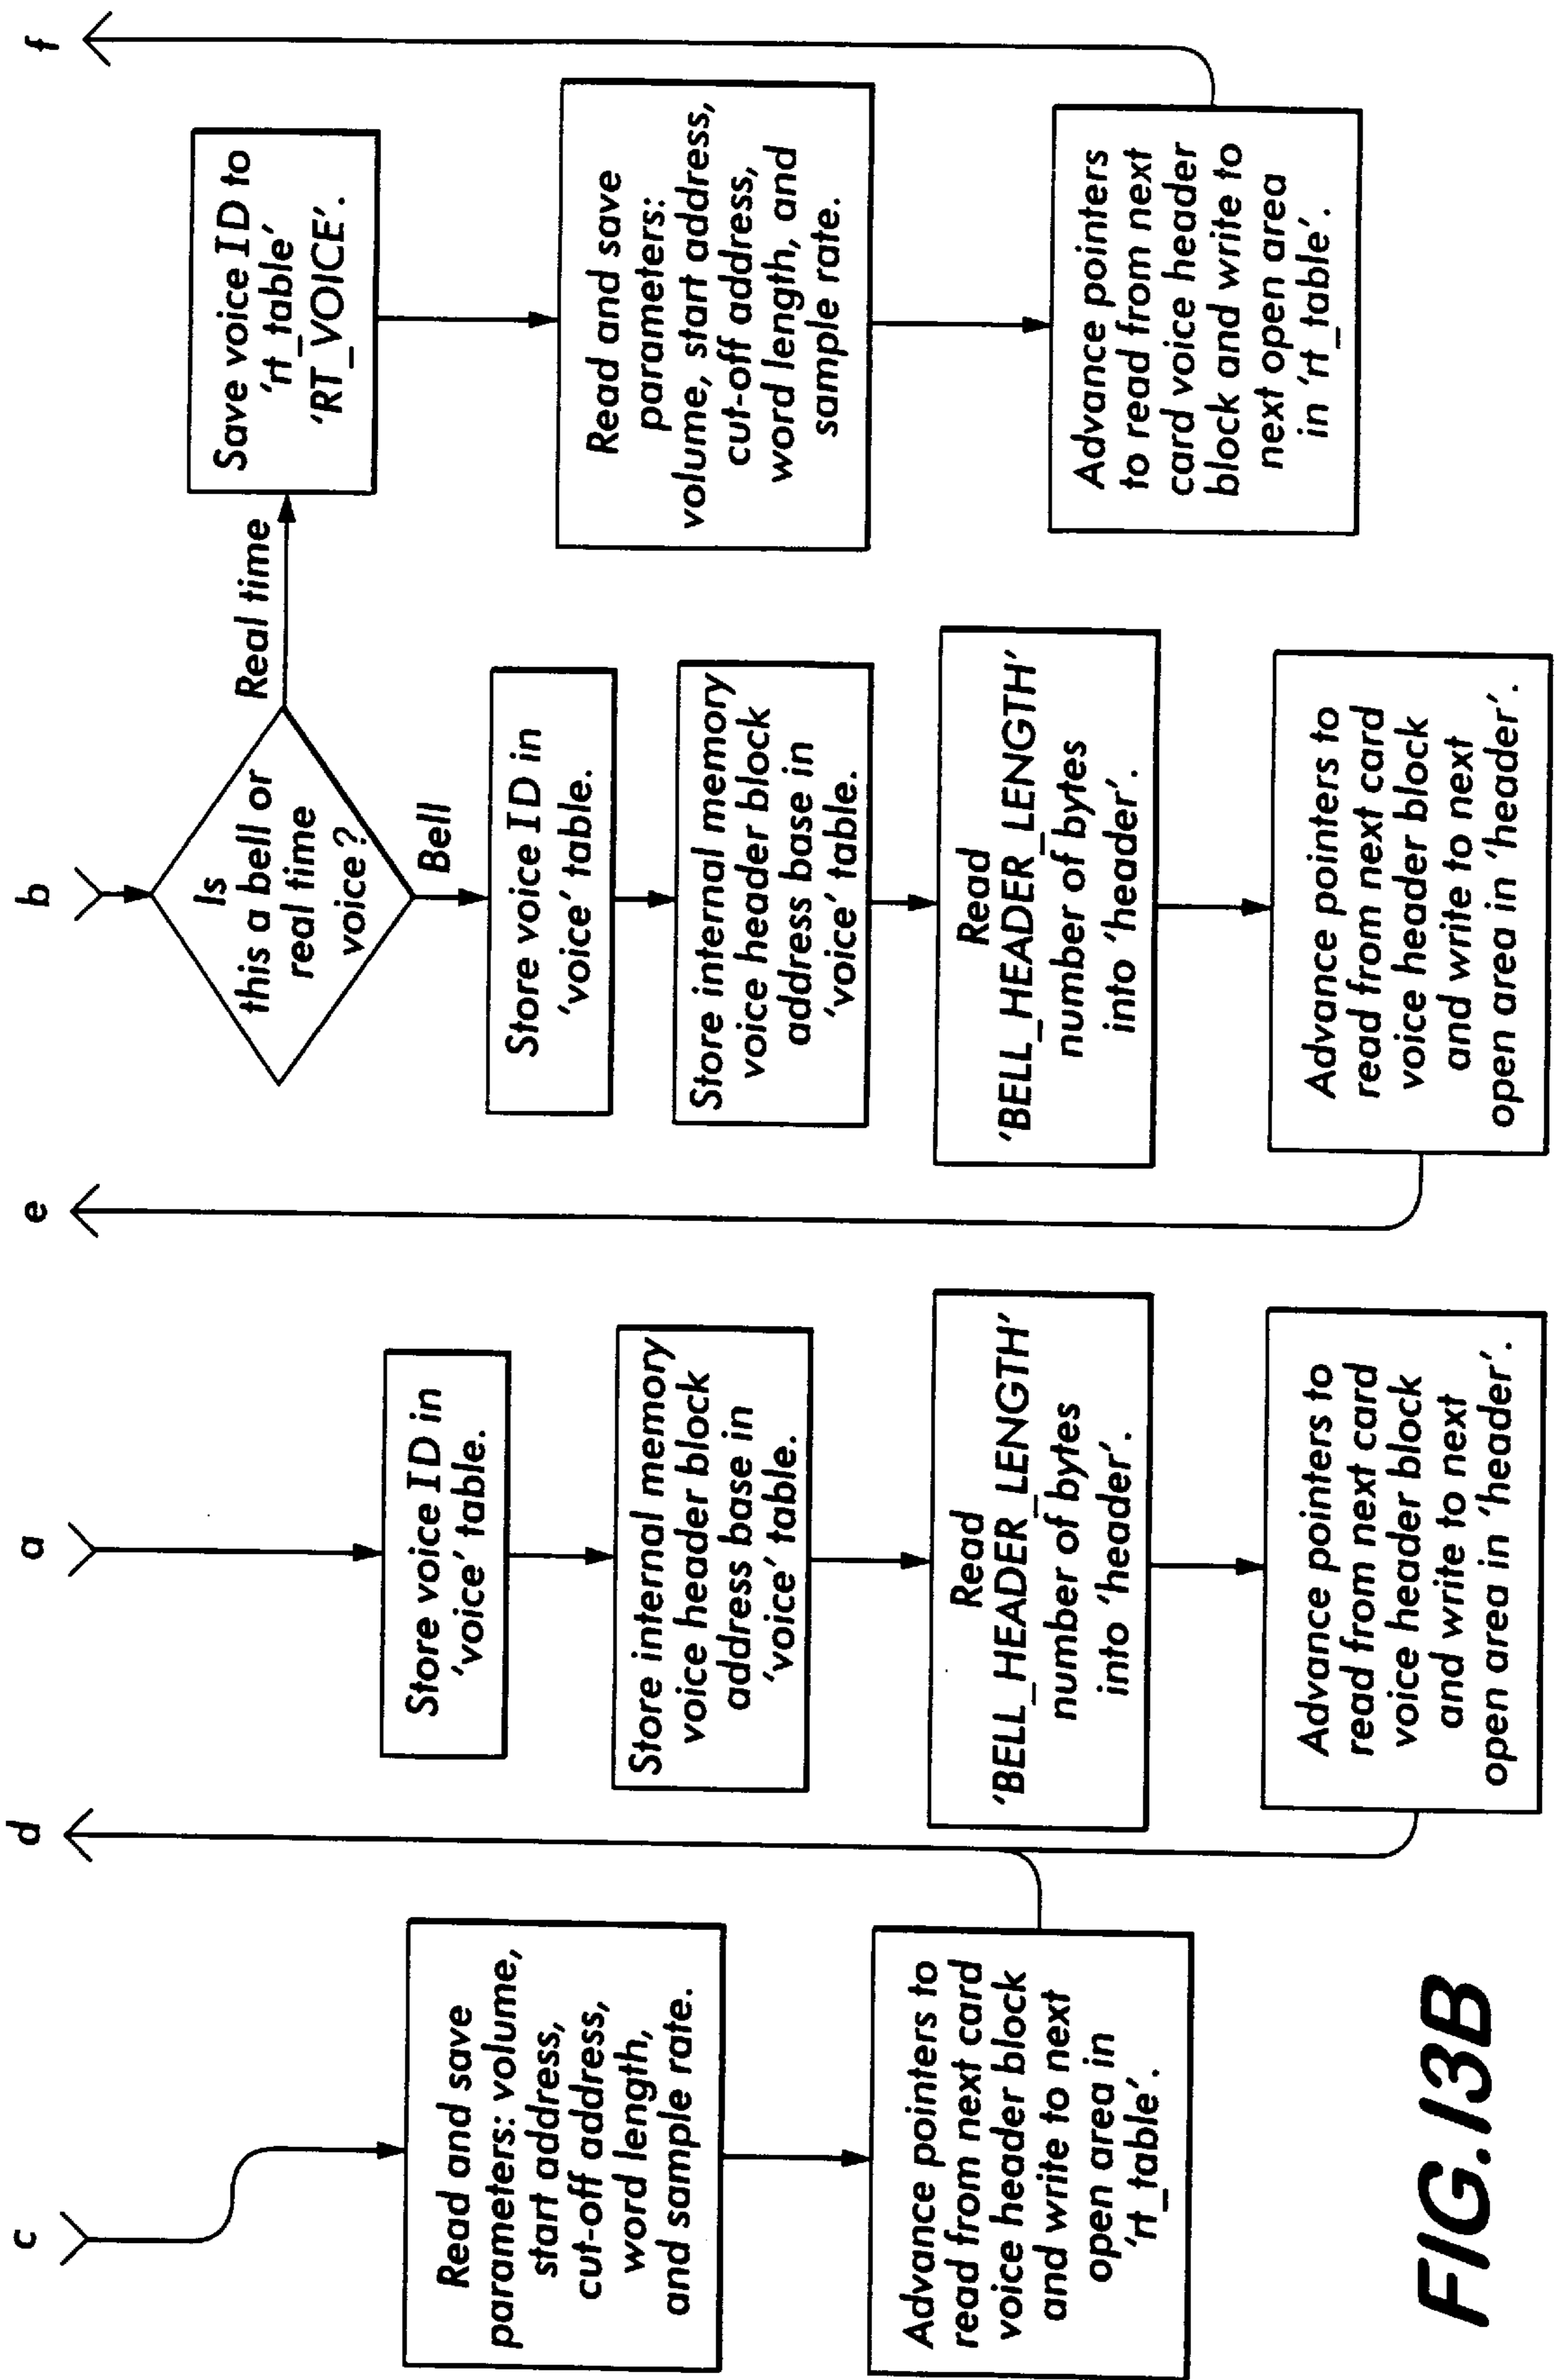 c
d
a
e
b
f
Read and save
parameters: volume,
start address,
cut-off address,
word length,
and sample rate.
Advance pointers to
read from next card
voice header block
and write to next
open area in
'rt_table'.
Store voice ID in
'voice' table.
Store internal memory
voice header block
address base in
'voice' table.
Read
'BELL_HEADER_LENGTH'
number of bytes
into 'header'.
Advance pointers to
read from next card
voice header block
and write to next
open area in 'header'.
Is
this a bell or
real time
voice?
Real time
Bell
Store voice ID in
'voice' table.
Store internal memory
voice header block
address base in
'voice' table.
Read
'BELL_HEADER_LENGTH'
number of bytes
into 'header'.
Advance pointers to
read from next card
voice header block
and write to next
open area in 'header'.
Save voice ID to
'rt_table'
'RT_VOICE'.
Read and save
parameters:
volume, start address,
cut-off address,
word length, and
sample rate.
Advance pointers
to read from next
card voice header
block and write to
next open area
in 'rt_table'.
FIG.13B